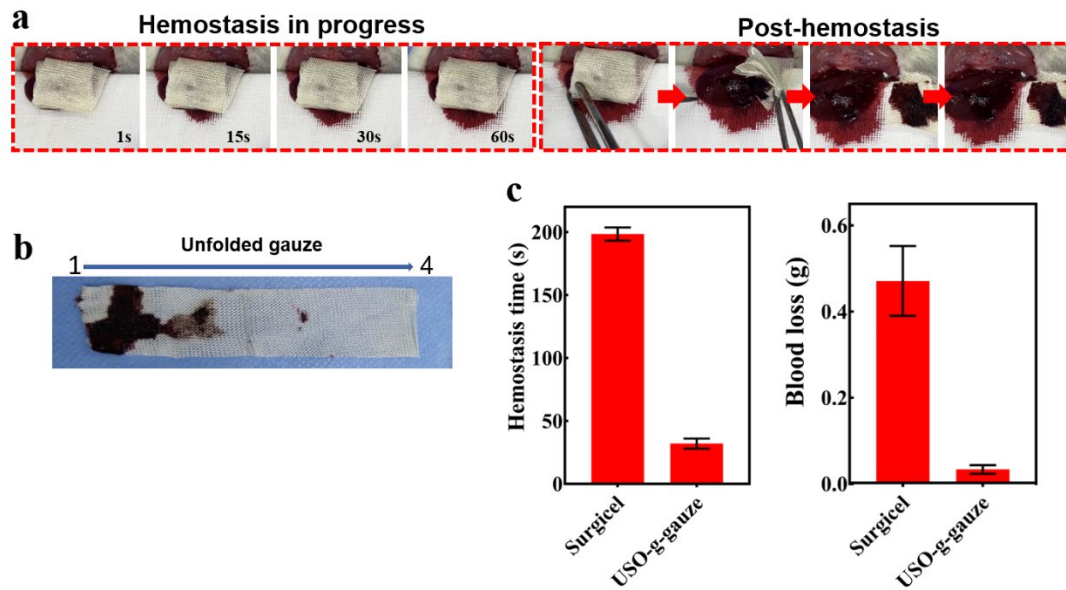 a
Hemostasis in progress
Post-hemostasis
1s
15s
30s
60s
b
Unfolded gauze
1
4
c
Hemostasis time (s)
200
150
100
50
0
Surgicel
USO-g-gauze
Blood loss (g)
0.6
0.4
0.2
0.0
Surgicel
USO-g-gauze